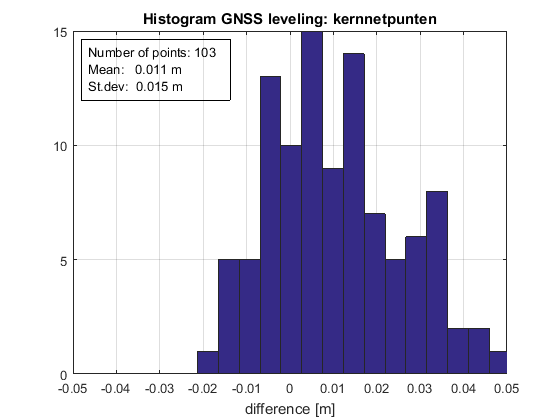 Histogram GNSS leveling: kernnetpunten
Number of points: 103
Mean: 0.011 m
St.dev: 0.015 m
15
10
5
0
-0.05 -0.04 -0.03 -0.02 -0.01 0 0.01 0.02 0.03 0.04 0.05
difference [m]